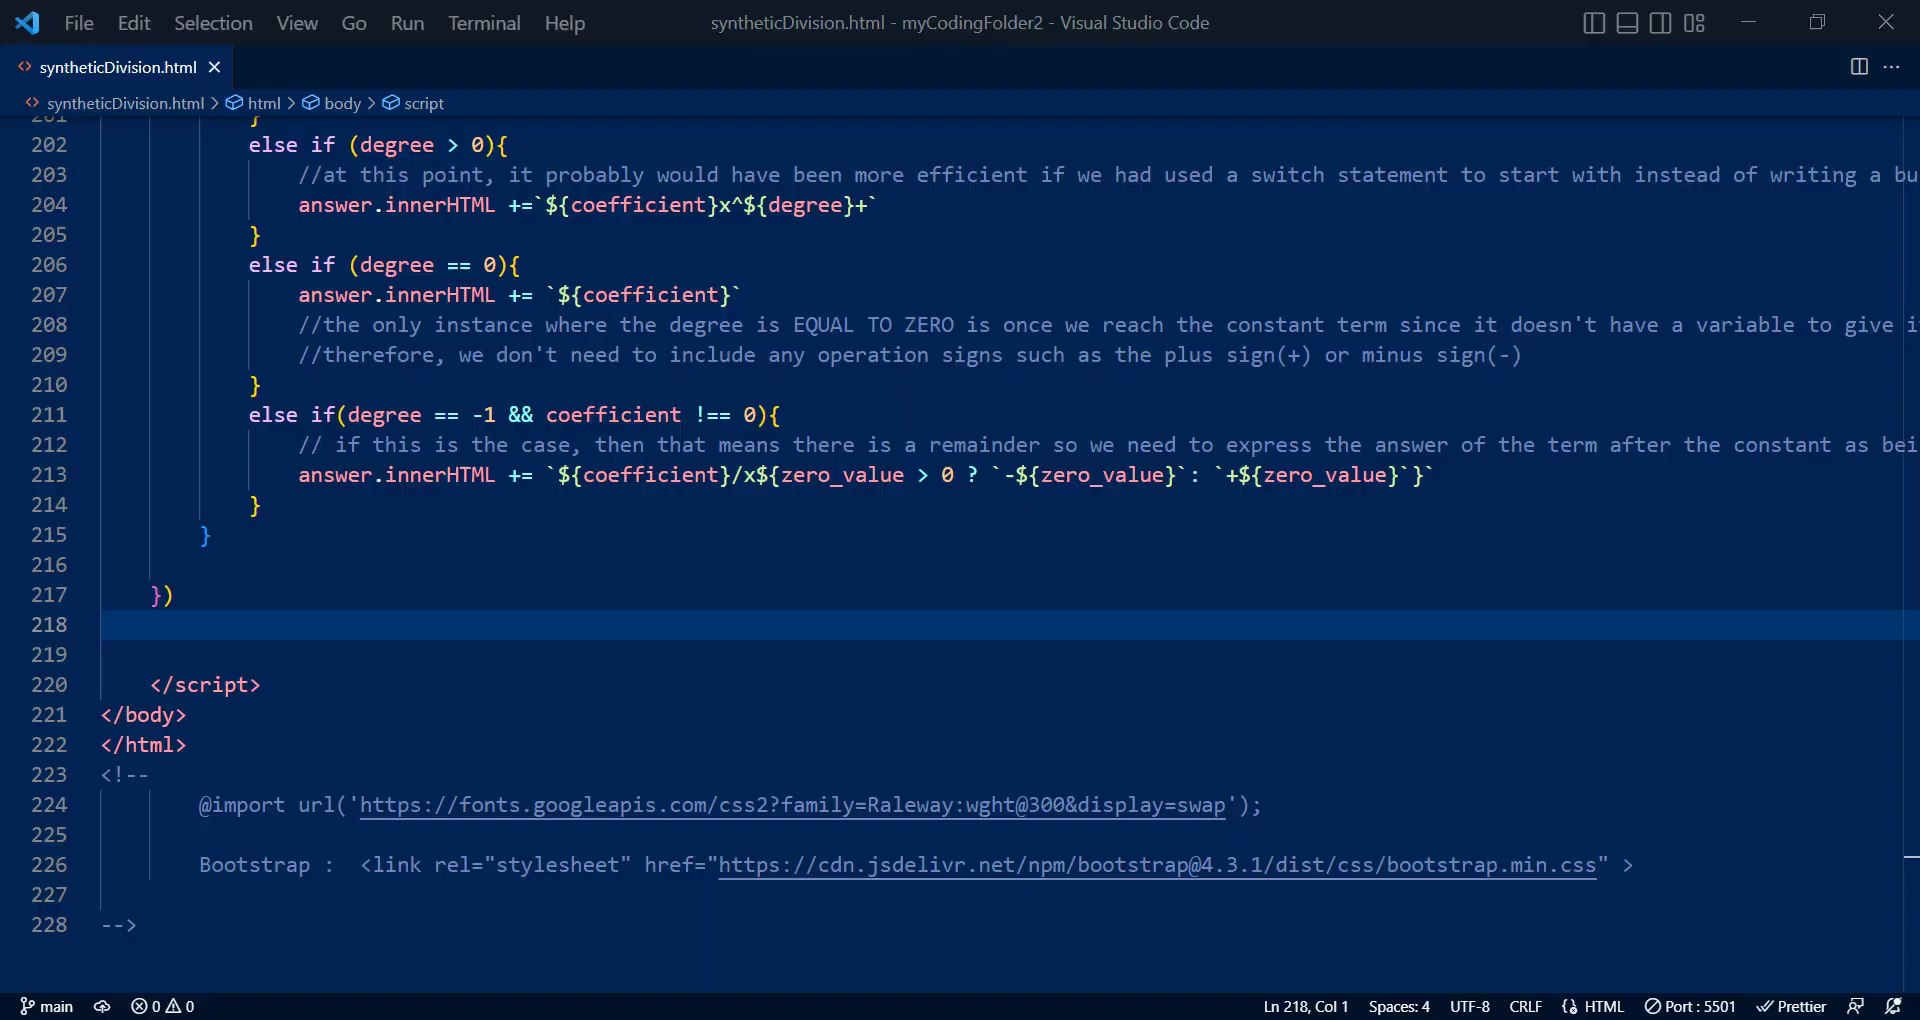 File Edit Selection View Go Run Terminal Help syntheticDivision.html - myCodingFolder2 - Visual Studio Code
syntheticDivision.html
syntheticDivision.html > html > body > script
201 }
202 else if (degree > 0){
203 //at this point, it probably would have been more efficient if we had used a switch statement to start with instead of writing a bu
204 answer.innerHTML +=`${coefficient}x^${degree}+`
205 }
206 else if (degree == 0){
207 answer.innerHTML += `${coefficient}`
208 //the only instance where the degree is EQUAL TO ZERO is once we reach the constant term since it doesn't have a variable to give i
209 //therefore, we don't need to include any operation signs such as the plus sign(+) or minus sign(-)
210 }
211 else if(degree == -1 && coefficient !== 0){
212 // if this is the case, then that means there is a remainder so we need to express the answer of the term after the constant as bei
213 answer.innerHTML += `${coefficient}/x${zero_value > 0 ? `-${zero_value}`: `+${zero_value}`}`
214 }
215 }
216
217 })
218
219
220 </script>
221 </body>
222 </html>
223 <!--
224 @import url('https://fonts.googleapis.com/css2?family=Raleway:wght@300&display=swap');
225
226 Bootstrap : <link rel="stylesheet" href="https://cdn.jsdelivr.net/npm/bootstrap@4.3.1/dist/css/bootstrap.min.css" >
227
228 -->
main 0 0 Ln 218, Col 1 Spaces: 4 UTF-8 CRLF HTML Port : 5501 Prettier